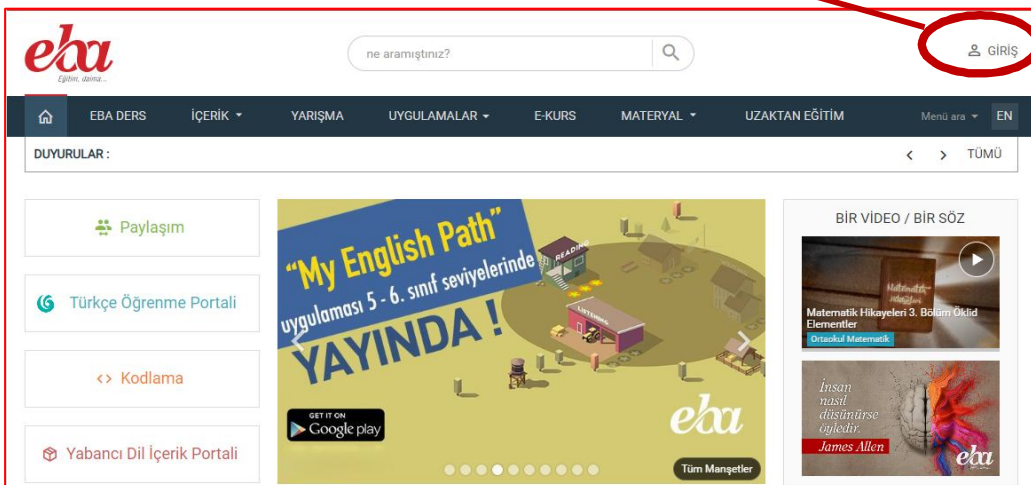 eba
Eğitim, daima...
ne aramıştınız?
GİRİŞ
EBA DERS
İÇERİK
YARIŞMA
UYGULAMALAR
E-KURS
MATERYAL
UZAKTAN EĞİTİM
Menü ara
EN
DUYURULAR :
TÜMÜ
Paylaşım
Türkçe Öğrenme Portali
Kodlama
Yabancı Dil İçerik Portali
"My English Path"
uygulaması 5 - 6. sınıf seviyelerinde
YAYINDA !
READING
LISTENING
GET IT ON
Google play
eba
Tüm Manşetler
BİR VİDEO / BİR SÖZ
Matematik
Hikayeleri
Matematik Hikayeleri 3. Bölüm Öklid
Elementler
Ortaokul Matematik
İnsan
nasıl
düşünürse
öyledir.
James Allen
eba